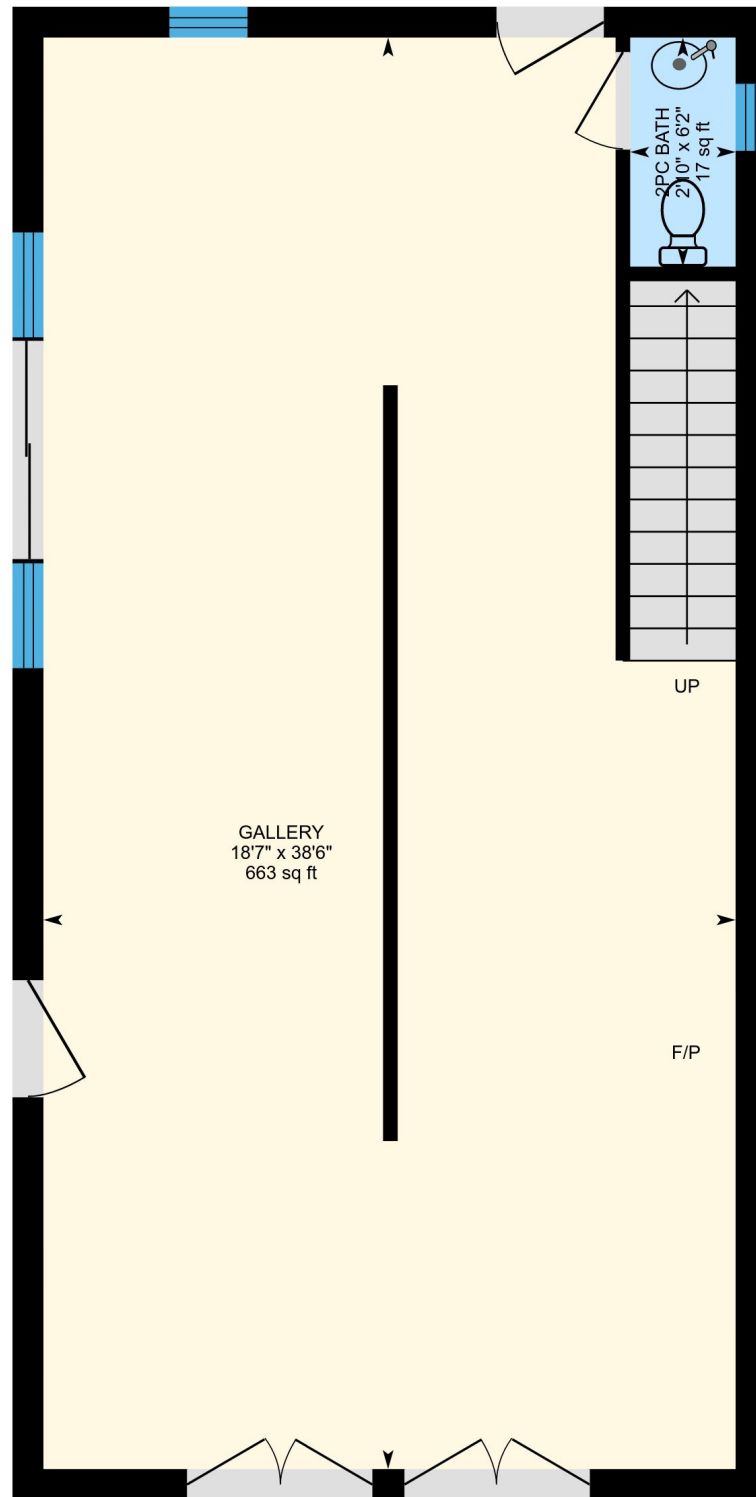 2PC BATH
2'10" x 6'2"
17 sq ft
UP
GALLERY
18'7" x 38'6"
663 sq ft
F/P